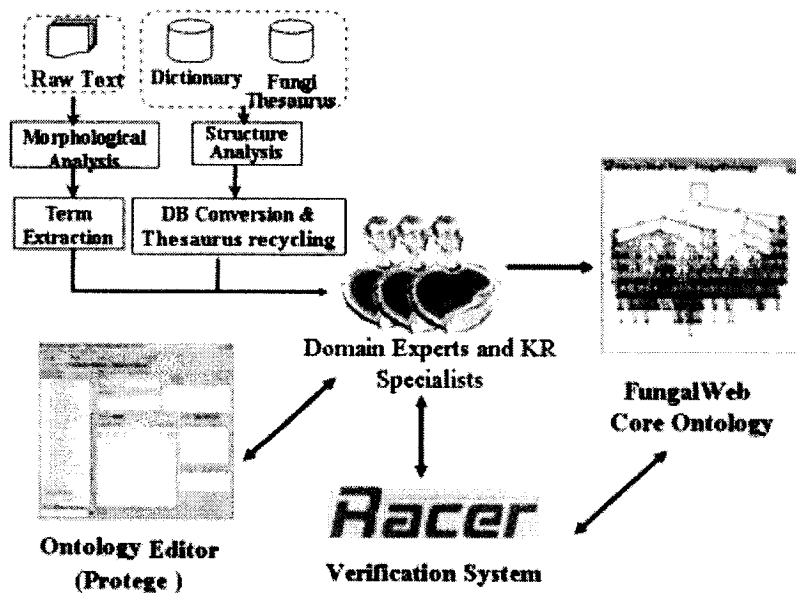 Raw Text
Dictionary
Fungi
Thesaurus
Morphological
Analysis
Structure
Analysis
Term
Extraction
DB Conversion &
Thesaurus recycling
Domain Experts and KR
Specialists
FungalWeb
Core Ontology
Ontology Editor
(Protege )
Racer
Verification System